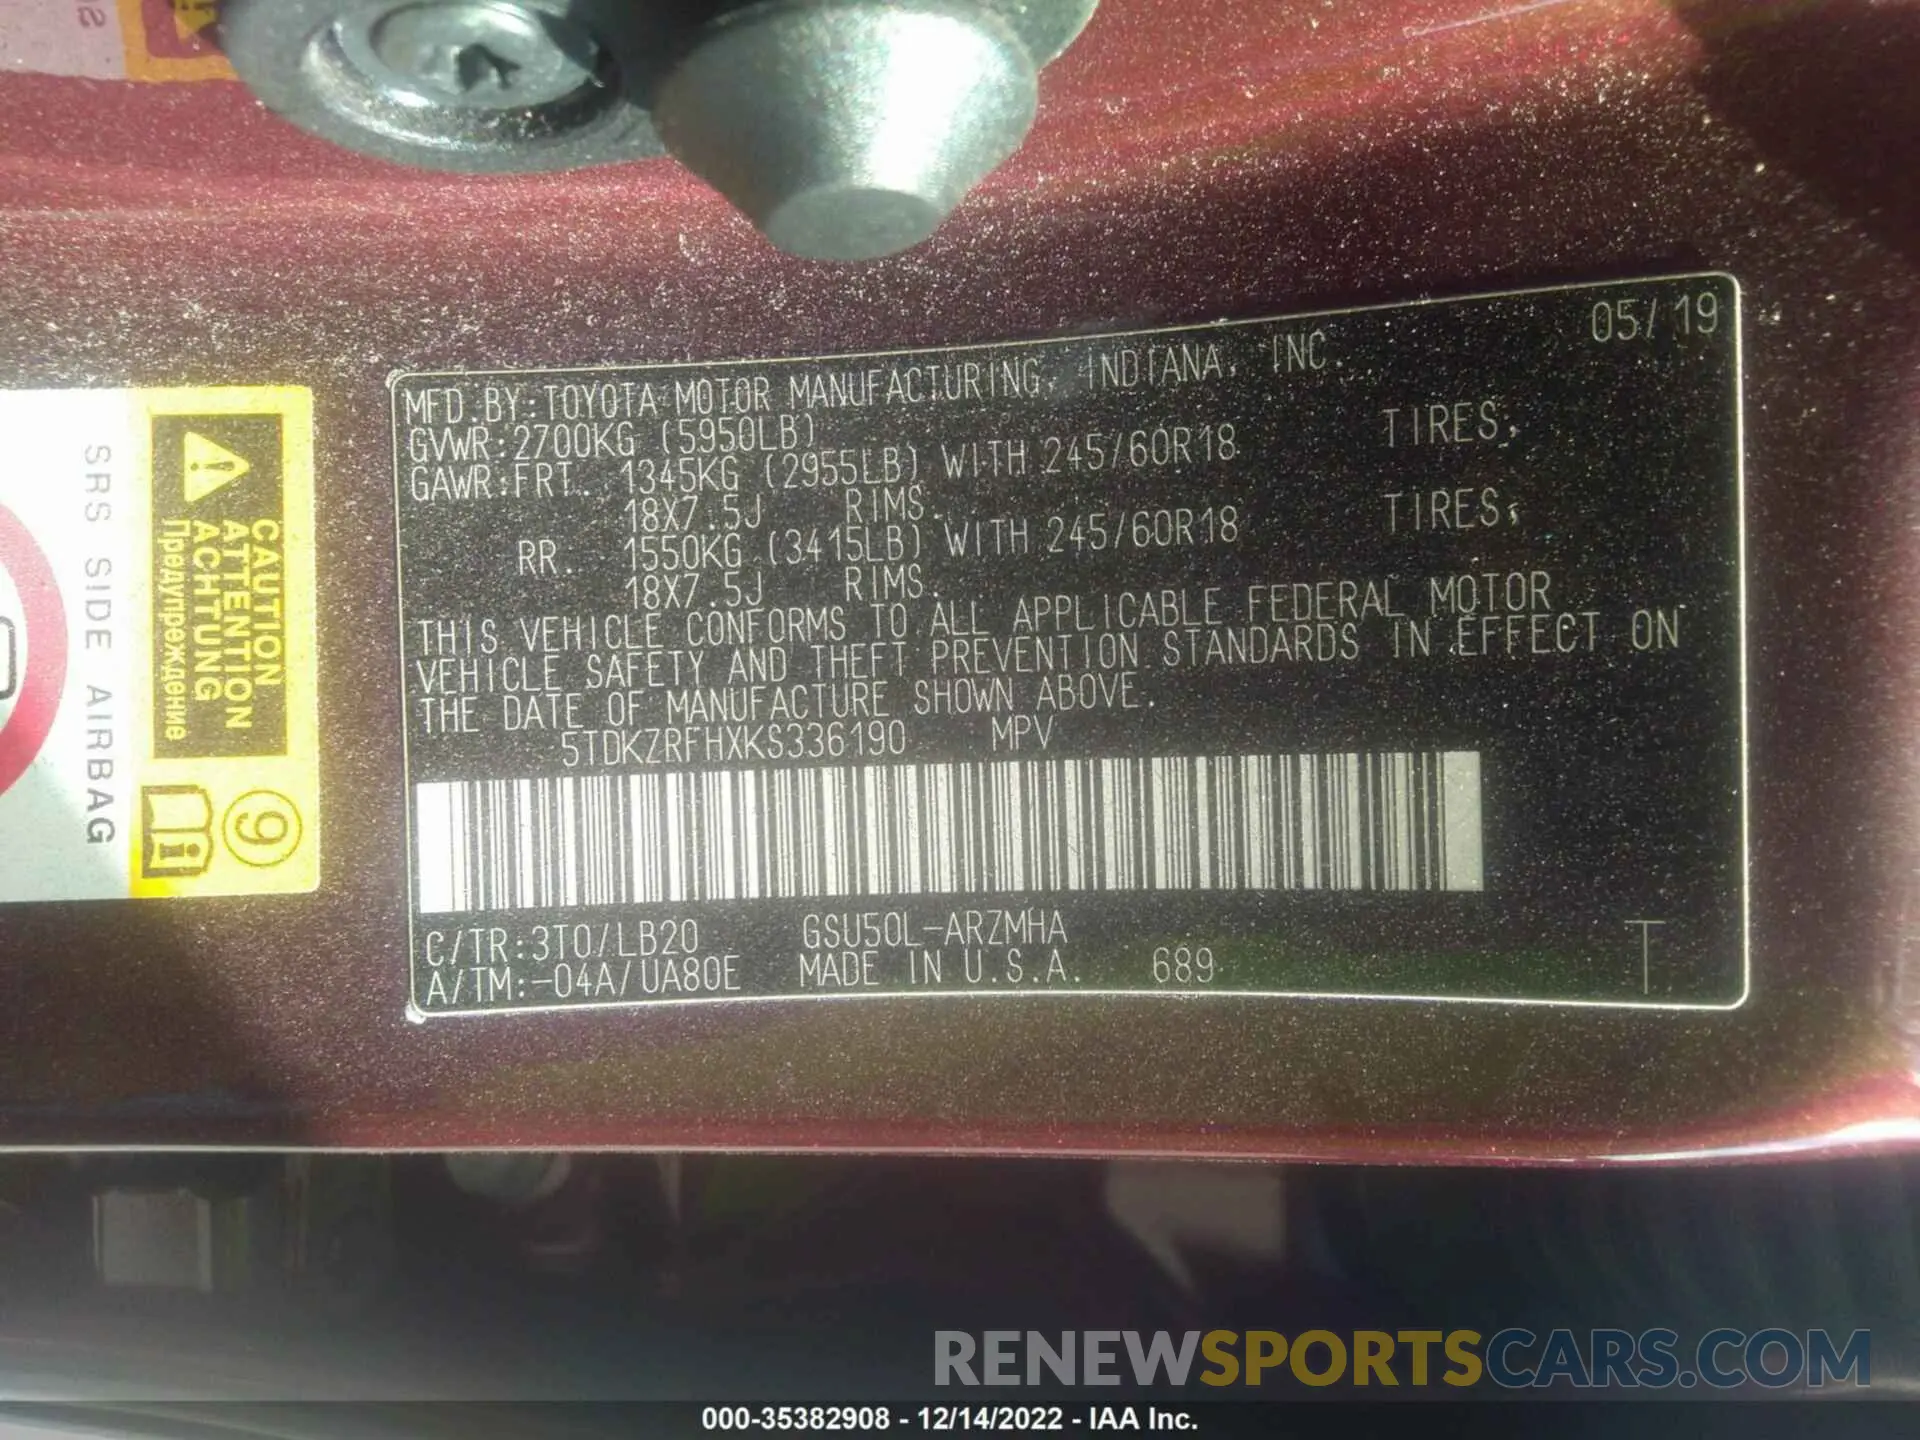 05/19
MFD.BY:TOYOTA MOTOR MANUFACTURING, INDIANA, INC.
GVWR:2700KG (5950LB)
GAWR:FRT. 1345KG (2955LB) WITH 245/60R18 TIRES,
18X7.5J RIMS.
RR. 1550KG (3415LB) WITH 245/60R18 TIRES,
18X7.5J RIMS.
THIS VEHICLE CONFORMS TO ALL APPLICABLE FEDERAL MOTOR
VEHICLE SAFETY AND THEFT PREVENTION STANDARDS IN EFFECT ON
THE DATE OF MANUFACTURE SHOWN ABOVE.
5TDKZRFHXKS336190 MPV
C/TR:3T0/LB20 GSU50L-ARZMHA
A/TM:-04A/UA80E MADE IN U.S.A. 689 T
CAUTION
ATTENTION
ACHTUNG
Предупреждение
SRS SIDE AIRBAG
9
i
RENEWSPORTSCARS.COM
000-35382908 - 12/14/2022 - IAA Inc.